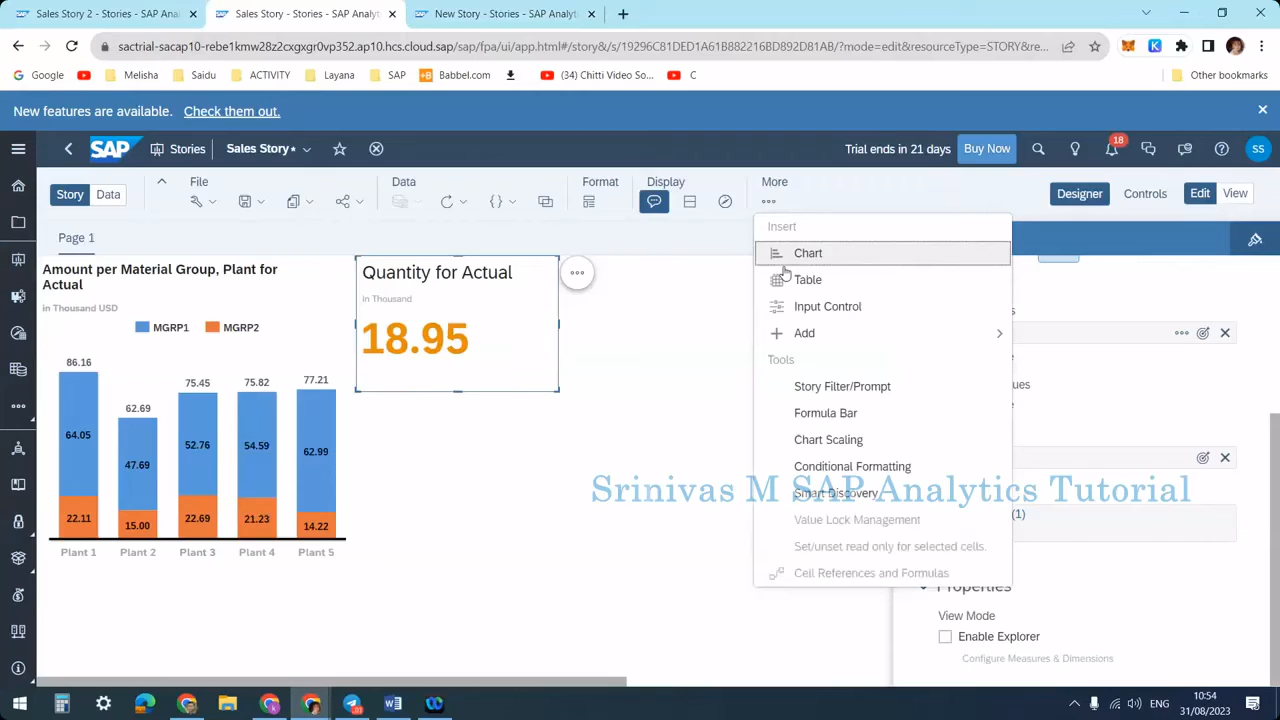 Sales Story 2 - Stories - SAP Anal
Sales Story - Stories - SAP Analy
New Story - Stories - SAP Analyt
sactrial-sacap10-rebe1kmw28z2cxgxgr0vp352.ap10.hcs.cloud.sap/sap/fpa/ui/app.html#/story&/s/19296C81DED1A61B882216BD892D81AB/?mode=edit&resourceType=STORY&re...
Google
Melisha
Saidu
ACTIVITY
Layana
SAP
Babbel.com
(34) Chitti Video So...
C
Other bookmarks
New features are available. Check them out.
SAP
Stories
Sales Story*
Trial ends in 21 days
Buy Now
18
SS
Story
Data
File
Data
Format
Display
More
Designer
Controls
Edit
View
Page 1
Amount per Material Group, Plant for
Actual
in Thousand USD
MGRP1
MGRP2
86.16
62.69
75.45
75.82
77.21
64.05
47.69
52.76
54.59
62.99
22.11
15.00
22.69
21.23
14.22
Plant 1
Plant 2
Plant 3
Plant 4
Plant 5
Quantity for Actual
in Thousand
18.95
Insert
Chart
Table
Input Control
Add
Tools
Story Filter/Prompt
Formula Bar
Chart Scaling
Conditional Formatting
Smart Discovery
Value Lock Management
Set/unset read only for selected cells.
Cell References and Formulas
Srinivas M SAP Analytics Tutorial
ues
(1)
Properties
View Mode
Enable Explorer
Configure Measures & Dimensions
ENG
10:54
31/08/2023